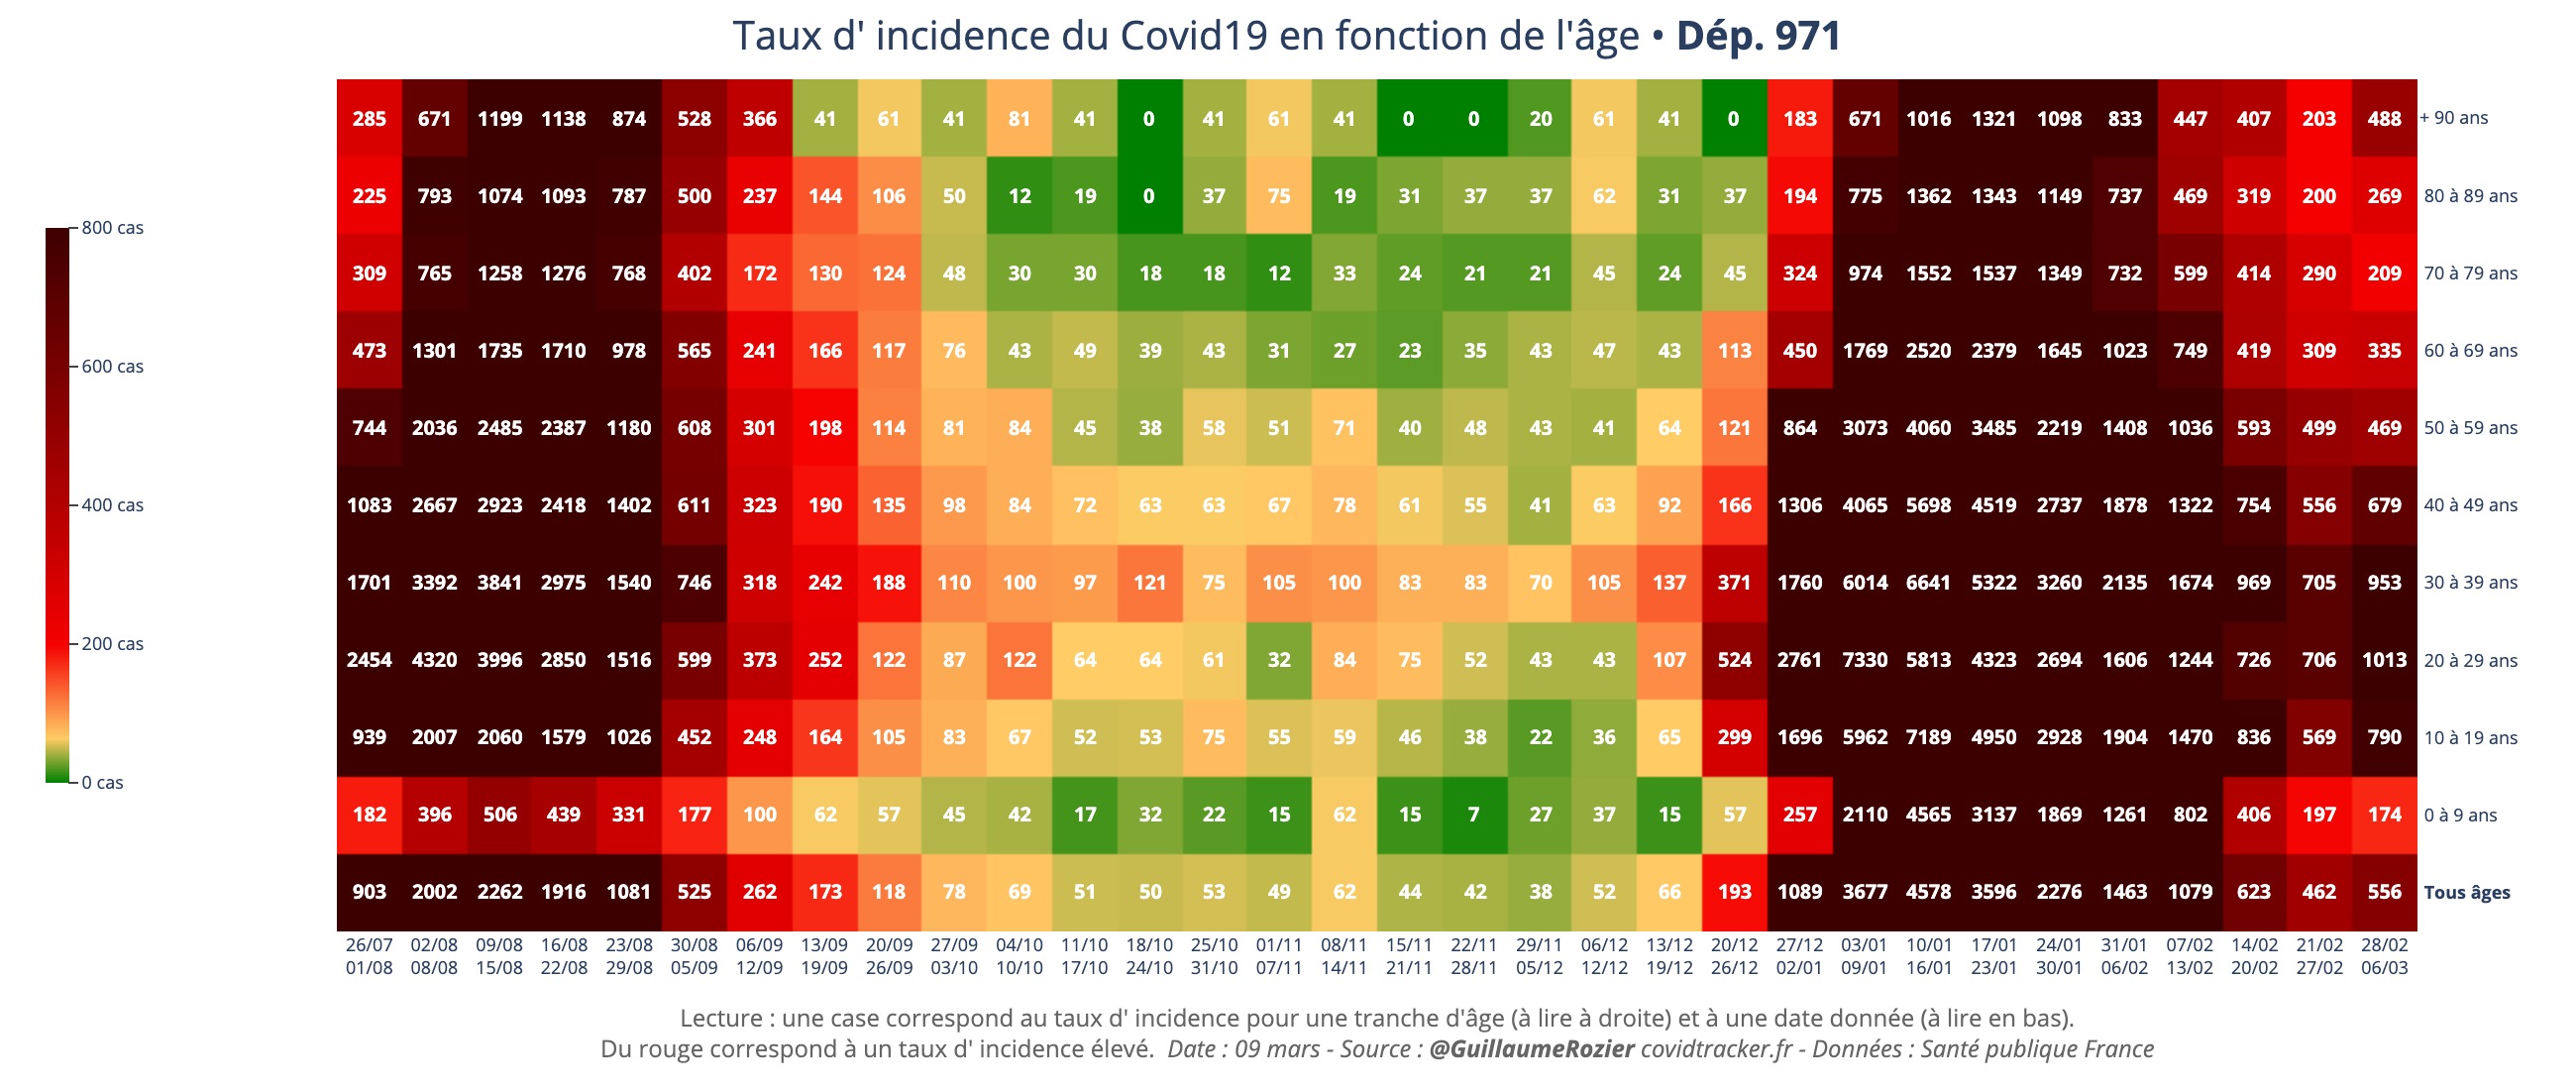 Taux d' incidence du Covid19 en fonction de l'âge • Dép. 971
285 671 1199 1138 874 528 366 41 61 41 81 41 0 41 61 41 0 0 20 61 41 0 183 671 1016 1321 1098 833 447 407 203 488 + 90 ans
225 793 1074 1093 787 500 237 144 106 50 12 19 0 37 75 19 31 37 37 62 31 37 194 775 1362 1343 1149 737 469 319 200 269 80 à 89 ans
800 cas
309 765 1258 1276 768 402 172 130 124 48 30 30 18 18 12 33 24 21 21 45 24 45 324 974 1552 1537 1349 732 599 414 290 209 70 à 79 ans
473 1301 1735 1710 978 565 241 166 117 76 43 49 39 43 31 27 23 35 43 47 43 113 450 1769 2520 2379 1645 1023 749 419 309 335 60 à 69 ans
600 cas
744 2036 2485 2387 1180 608 301 198 114 81 84 45 38 58 51 71 40 48 43 41 64 121 864 3073 4060 3485 2219 1408 1036 593 499 469 50 à 59 ans
400 cas
1083 2667 2923 2418 1402 611 323 190 135 98 84 72 63 63 67 78 61 55 41 63 92 166 1306 4065 5698 4519 2737 1878 1322 754 556 679 40 à 49 ans
1701 3392 3841 2975 1540 746 318 242 188 110 100 97 121 75 105 100 83 83 70 105 137 371 1760 6014 6641 5322 3260 2135 1674 969 705 953 30 à 39 ans
200 cas
2454 4320 3996 2850 1516 599 373 252 122 87 122 64 64 61 32 84 75 52 43 43 107 524 2761 7330 5813 4323 2694 1606 1244 726 706 1013 20 à 29 ans
939 2007 2060 1579 1026 452 248 164 105 83 67 52 53 75 55 59 46 38 22 36 65 299 1696 5962 7189 4950 2928 1904 1470 836 569 790 10 à 19 ans
0 cas
182 396 506 439 331 177 100 62 57 45 42 17 32 22 15 62 15 7 27 37 15 57 257 2110 4565 3137 1869 1261 802 406 197 174 0 à 9 ans
903 2002 2262 1916 1081 525 262 173 118 78 69 51 50 53 49 62 44 42 38 52 66 193 1089 3677 4578 3596 2276 1463 1079 623 462 556 Tous âges
26/07 02/08 09/08 16/08 23/08 30/08 06/09 13/09 20/09 27/09 04/10 11/10 18/10 25/10 01/11 08/11 15/11 22/11 29/11 06/12 13/12 20/12 27/12 03/01 10/01 17/01 24/01 31/01 07/02 14/02 21/02 28/02
01/08 08/08 15/08 22/08 29/08 05/09 12/09 19/09 26/09 03/10 10/10 17/10 24/10 31/10 07/11 14/11 21/11 28/11 05/12 12/12 19/12 26/12 02/01 09/01 16/01 23/01 30/01 06/02 13/02 20/02 27/02 06/03
Lecture : une case correspond au taux d' incidence pour une tranche d'âge (à lire à droite) et à une date donnée (à lire en bas).
Du rouge correspond à un taux d' incidence élevé. Date : 09 mars - Source : @GuillaumeRozier covidtracker.fr - Données : Santé publique France